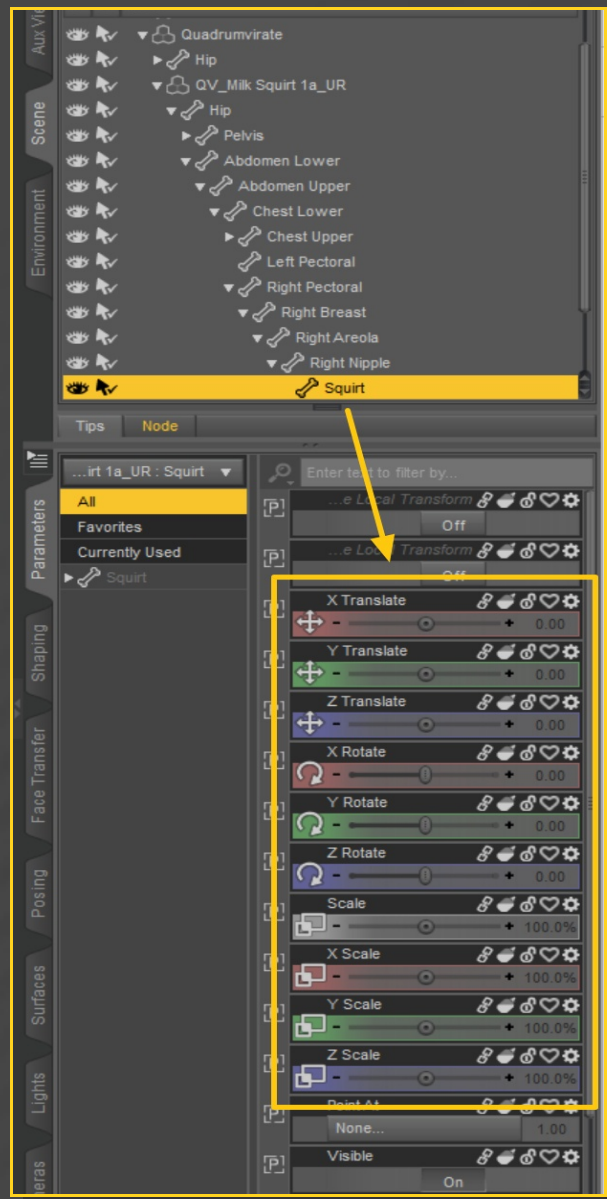 Aux Vie
Scene
Environment
Quadrumvirate
Hip
QV_Milk Squirt 1a_UR
Hip
Pelvis
Abdomen Lower
Abdomen Upper
Chest Lower
Chest Upper
Left Pectoral
Right Pectoral
Right Breast
Right Areola
Right Nipple
Squirt
Tips
Node
Parameters
Shaping
Face Transfer
Posing
Surfaces
Lights
eras
...irt 1a_UR : Squirt
All
Favorites
Currently Used
Squirt
Enter text to filter by...
[P] ...e Local Transform
Off
[P] ...e Local Transform
Off
[P] X Translate
- + 0.00
[P] Y Translate
- + 0.00
[P] Z Translate
- + 0.00
[P] X Rotate
- + 0.00
[P] Y Rotate
- + 0.00
[P] Z Rotate
- + 0.00
[P] Scale
- + 100.0%
[P] X Scale
- + 100.0%
[P] Y Scale
- + 100.0%
[P] Z Scale
- + 100.0%
[P] Point At
None... 1.00
[P] Visible
On